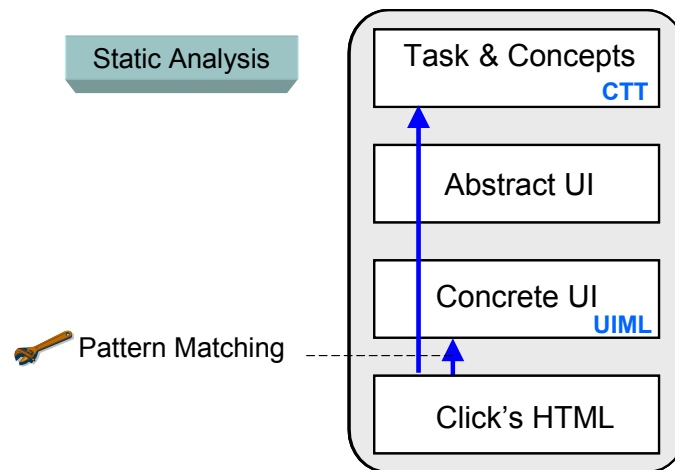 Static Analysis
Task & Concepts
CTT
Abstract UI
Concrete UI
UIML
Pattern Matching
Click's HTML